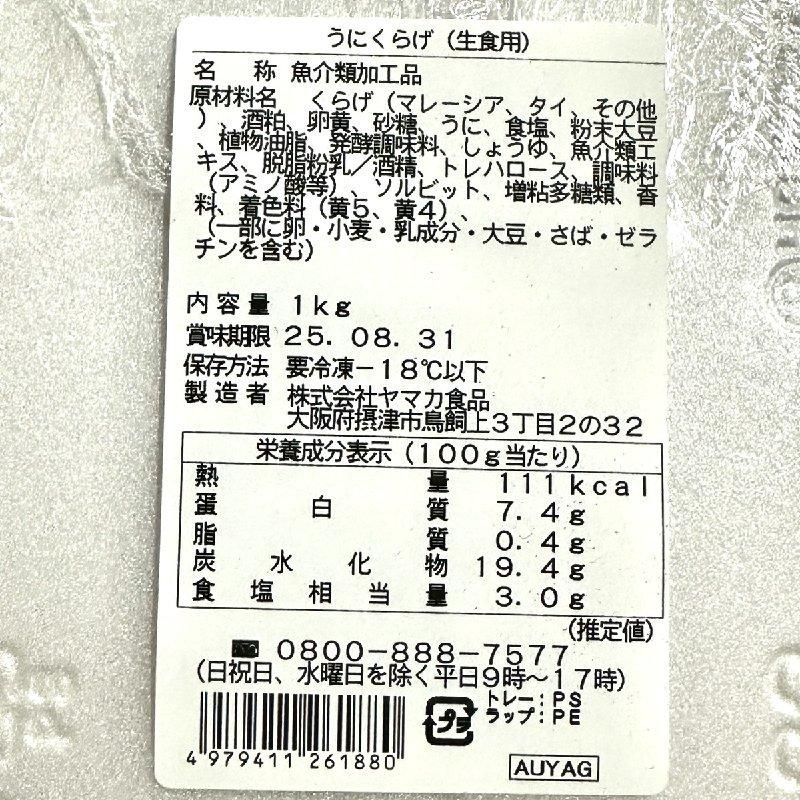 うにくらげ（生食用）
名称 魚介類加工品
原材料名 くらげ（マレーシア、タイ、その他
）、酒粕、卵黄、砂糖、うに、食塩、粉末大豆
、植物油脂、発酵調味料、しょうゆ、魚介類エ
キス、脱脂粉乳／酒精、トレハロース、調味料
（アミノ酸等）、ソルビット、増粘多糖類、香
料、着色料（黄5、黄4）、
（一部に卵・小麦・乳成分・大豆・さば・ゼラ
チンを含む）
内容量 1kg
賞味期限 25.08.31
保存方法 要冷凍－18℃以下
製造者 株式会社ヤマカ食品
大阪府摂津市鳥飼上3丁目2の32
栄養成分表示（100g当たり）
熱量 111kcal
蛋白質 7.4g
脂質 0.4g
炭水化物 19.4g
食塩相当量 3.0g
（推定値）
0800-888-7577
（日祝日、水曜日を除く平日9時～17時）
プラ
トレー：PS
ラップ：PE
4 979411 261880
AUYAG